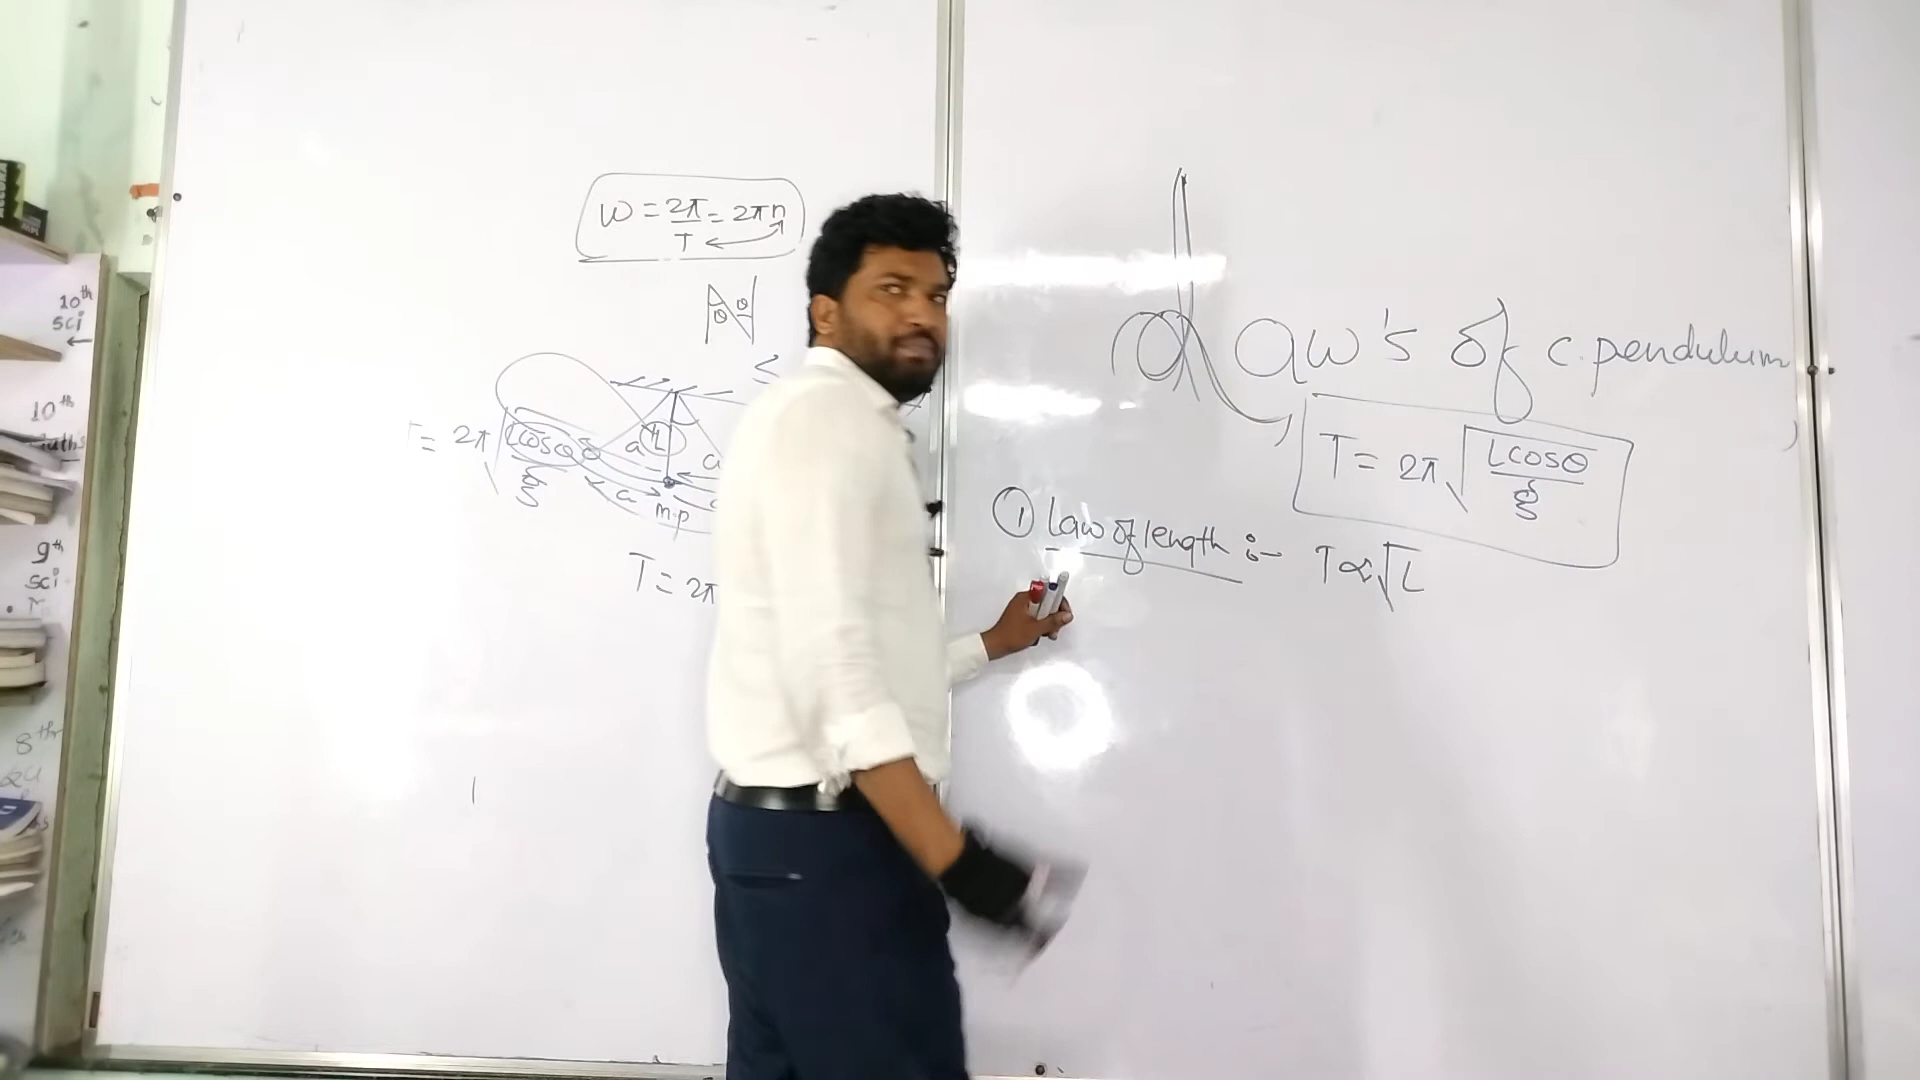 10th
sci
←
10th
maths
9th
sci
8th
ω = 2π/T = 2πn
θ θ
T = 2π√(Lcosθ/g)
a L a
a
m.p
T = 2π
Law's of c. pendulum
T = 2π√(Lcosθ/g)
① Law of length :- T ∝ √L